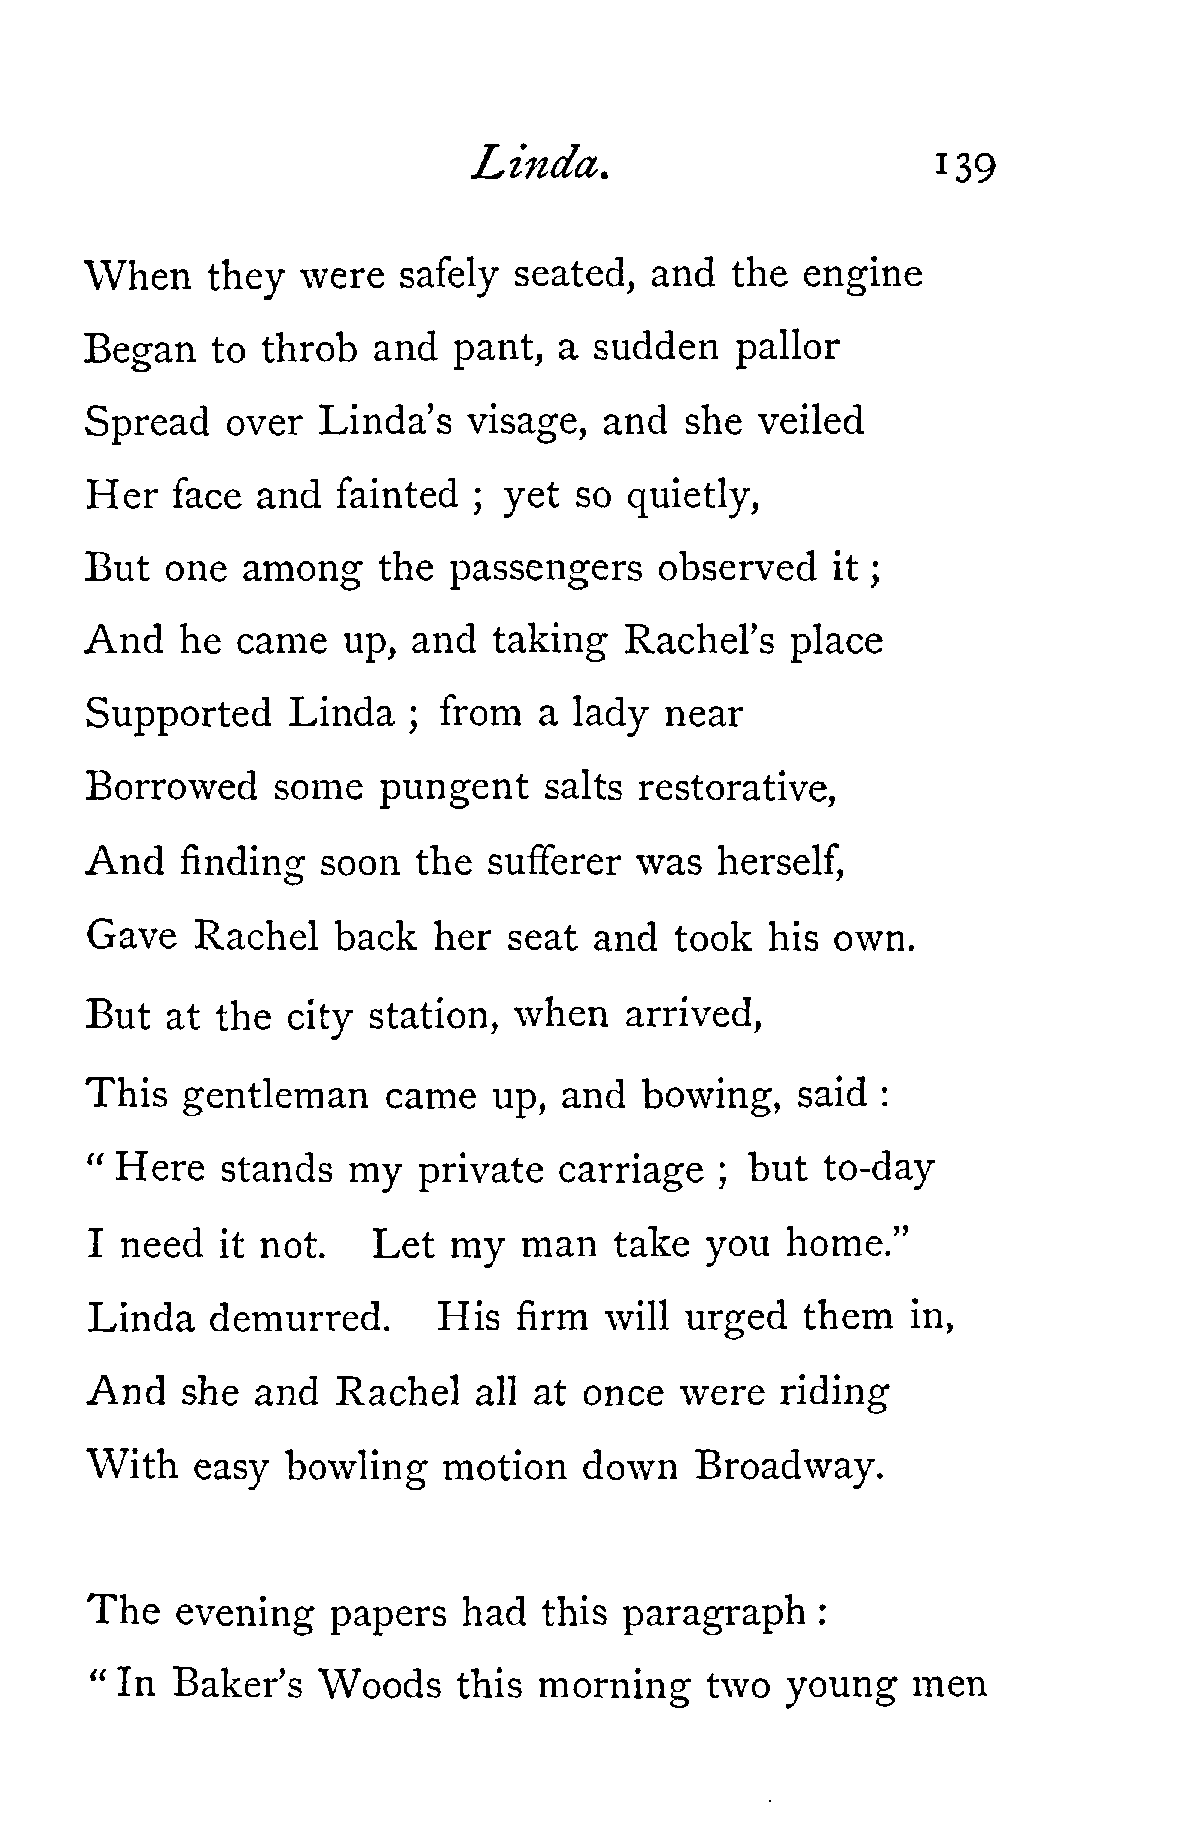 Linda. 139
When they were safely seated, and the engine
Began to throb and pant, a sudden pallor
Spread over Linda's visage, and she veiled
Her face and fainted ; yet so quietly,
But one among the passengers observed it ;
And he came up, and taking Rachel's place
Supported Linda ; from a lady near
Borrowed some pungent salts restorative,
And finding soon the sufferer was herself,
Gave Rachel back her seat and took his own.
But at the city station, when arrived,
This gentleman came up, and bowing, said :
" Here stands my private carriage ; but to-day
I need it not. Let my man take you home."
Linda demurred. His firm will urged them in,
And she and Rachel all at once were riding
With easy bowling motion down Broadway.
The evening papers had this paragraph :
" In Baker's Woods this morning two young men